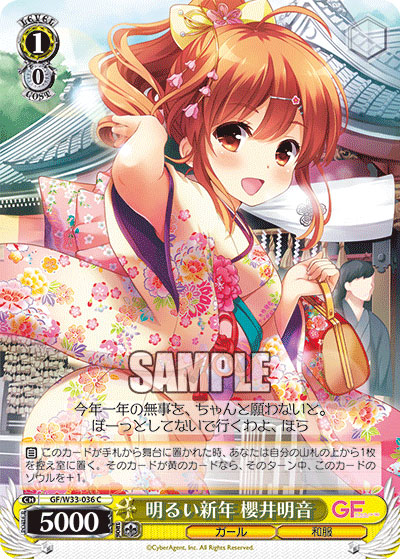 LEVEL
1
0
COST
SAMPLE
今年一年の無事を、ちゃんと願わないと。
ぼーっとしてないで行くわよ、ほら
自 このカードが手札から舞台に置かれた時、あなたは自分の山札の上から1枚
を控え室に置く。そのカードが黄のカードなら、そのターン中、このカードの
ソウルを+1。
CH GF/W33-036 C
5000
明るい新年 櫻井明音
GF
ガール 和服
©CyberAgent, Inc. All Rights Reserved.